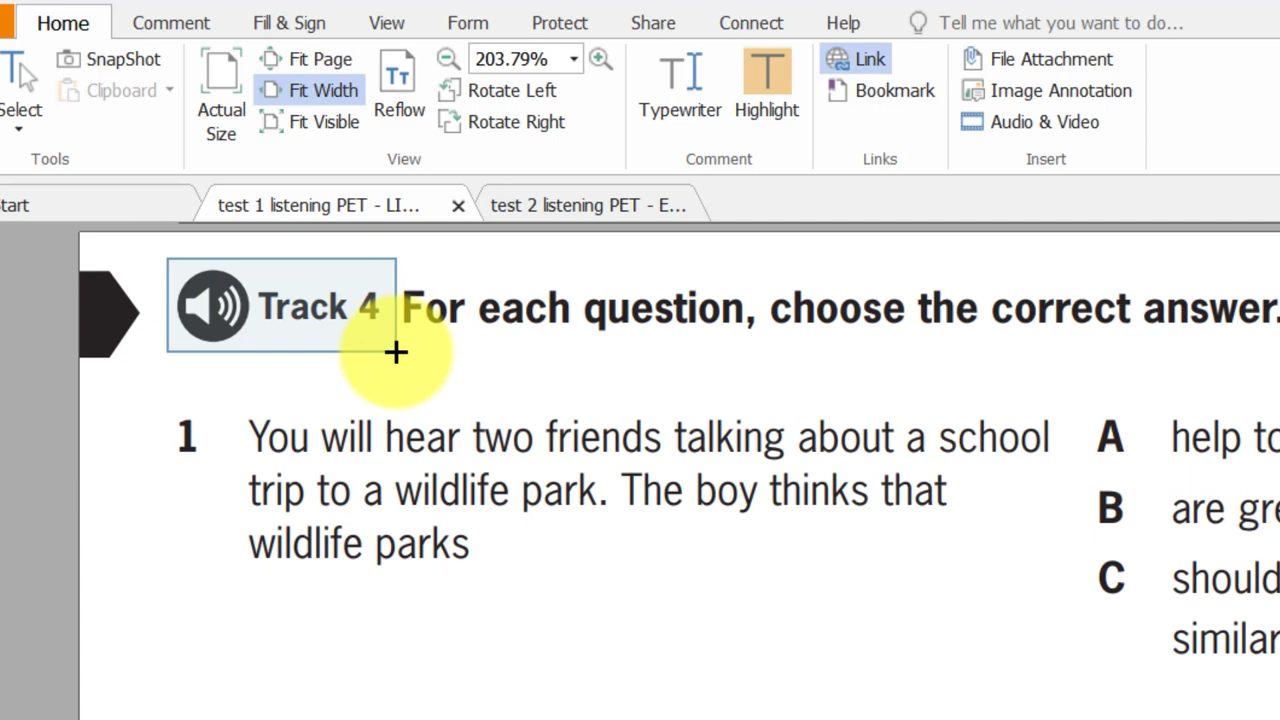 Home Comment Fill & Sign View Form Protect Share Connect Help Tell me what you want to do...
SnapShot
Clipboard
Select
Tools
Actual
Size
Fit Page
Fit Width
Fit Visible
Reflow
203.79%
Rotate Left
Rotate Right
View
Typewriter
Highlight
Comment
Link
Bookmark
Links
File Attachment
Image Annotation
Audio & Video
Insert
test 1 listening PET - LI...
test 2 listening PET - E...
Track 4 For each question, choose the correct answer.
1 You will hear two friends talking about a school
trip to a wildlife park. The boy thinks that
wildlife parks
A help to
B are gre
C should
similar